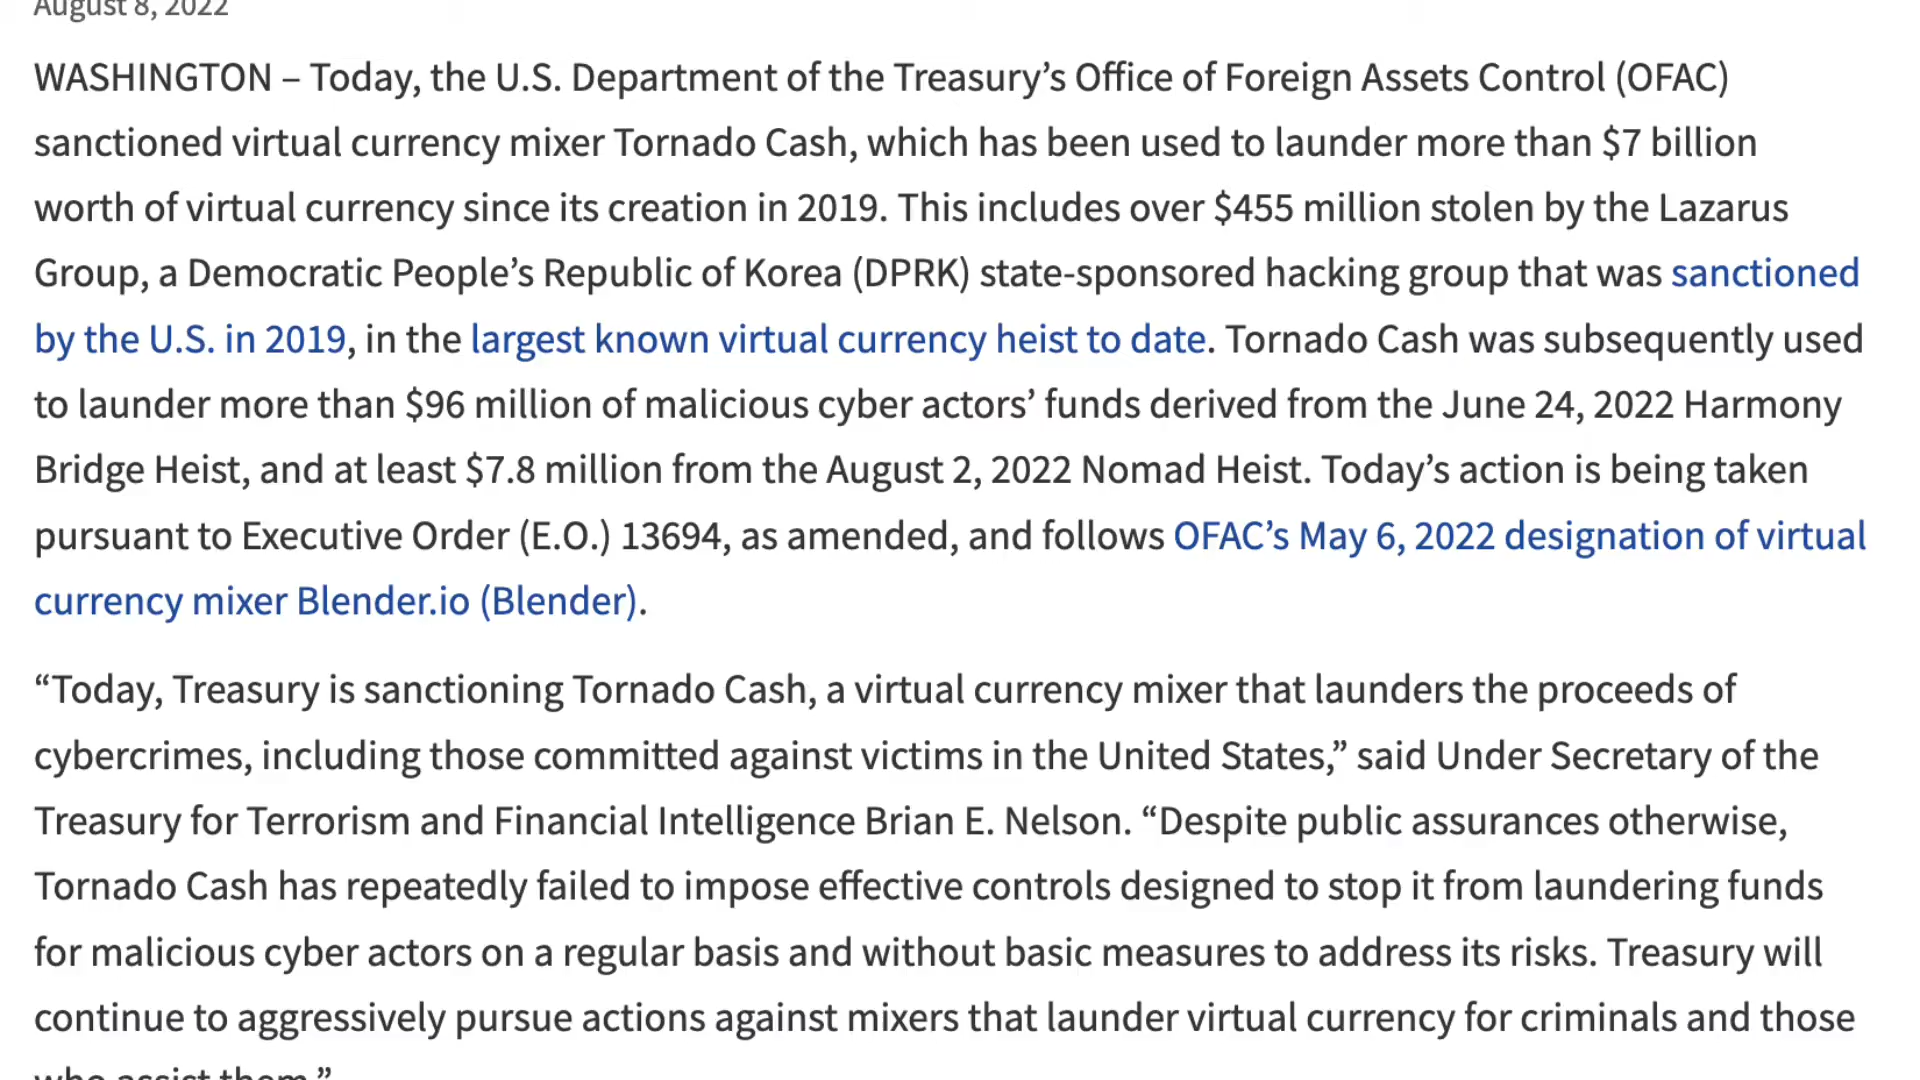 August 8, 2022
WASHINGTON – Today, the U.S. Department of the Treasury’s Office of Foreign Assets Control (OFAC)
sanctioned virtual currency mixer Tornado Cash, which has been used to launder more than $7 billion
worth of virtual currency since its creation in 2019. This includes over $455 million stolen by the Lazarus
Group, a Democratic People’s Republic of Korea (DPRK) state-sponsored hacking group that was sanctioned
by the U.S. in 2019, in the largest known virtual currency heist to date. Tornado Cash was subsequently used
to launder more than $96 million of malicious cyber actors’ funds derived from the June 24, 2022 Harmony
Bridge Heist, and at least $7.8 million from the August 2, 2022 Nomad Heist. Today’s action is being taken
pursuant to Executive Order (E.O.) 13694, as amended, and follows OFAC’s May 6, 2022 designation of virtual
currency mixer Blender.io (Blender).
“Today, Treasury is sanctioning Tornado Cash, a virtual currency mixer that launders the proceeds of
cybercrimes, including those committed against victims in the United States,” said Under Secretary of the
Treasury for Terrorism and Financial Intelligence Brian E. Nelson. “Despite public assurances otherwise,
Tornado Cash has repeatedly failed to impose effective controls designed to stop it from laundering funds
for malicious cyber actors on a regular basis and without basic measures to address its risks. Treasury will
continue to aggressively pursue actions against mixers that launder virtual currency for criminals and those
who assist them.”